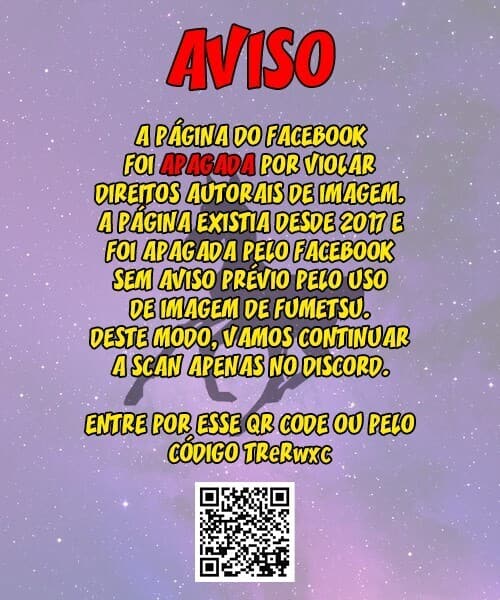 AVISO
A PÁGINA DO FACEBOOK
FOI APAGADA POR VIOLAR
DIREITOS AUTORAIS DE IMAGEM.
A PÁGINA EXISTIA DESDE 2017 E
FOI APAGADA PELO FACEBOOK
SEM AVISO PRÉVIO PELO USO
DE IMAGEM DE FUMETSU.
DESTE MODO, VAMOS CONTINUAR
A SCAN APENAS NO DISCORD.
ENTRE POR ESSE QR CODE OU PELO
CÓDIGO TReRwxc